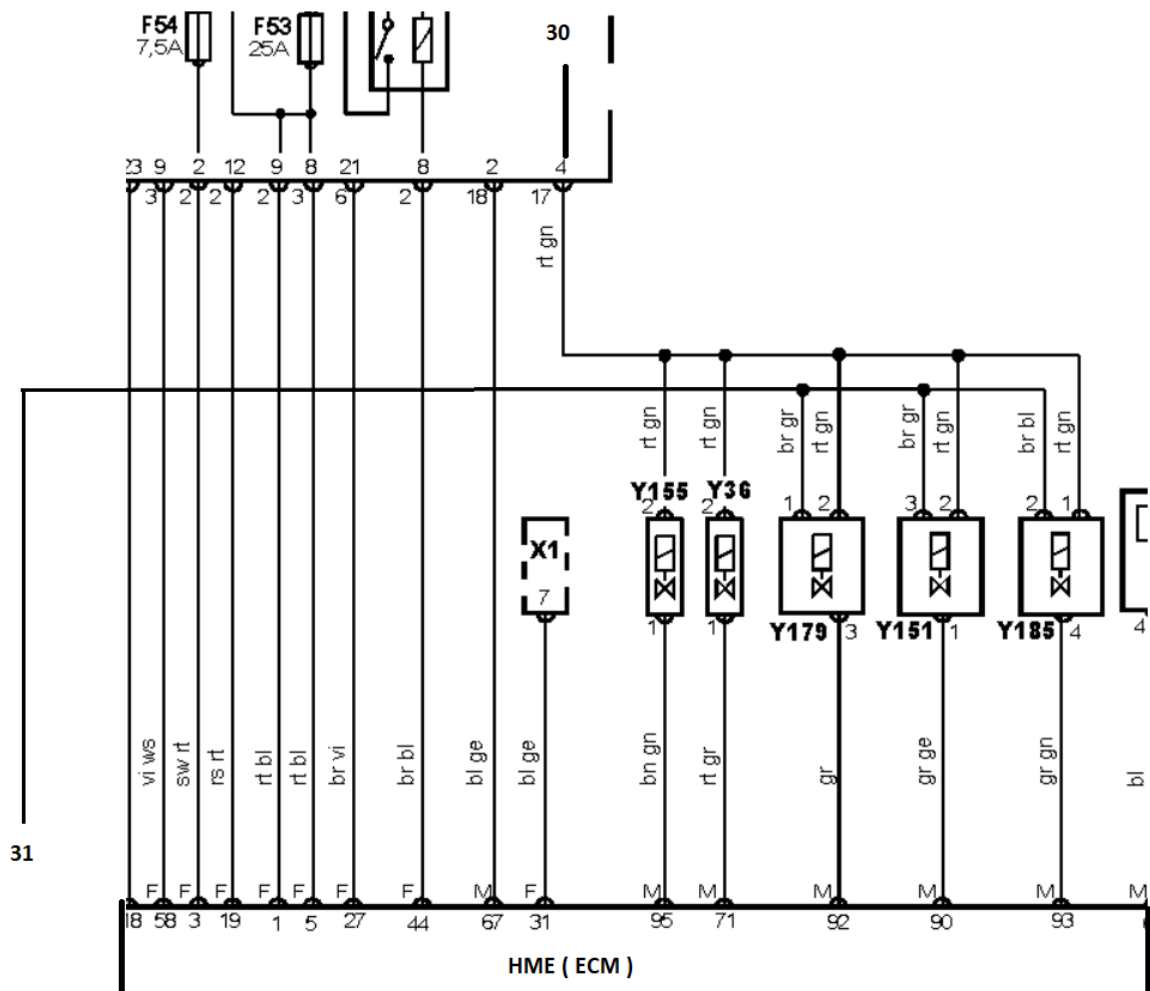 F54 F53 30
7,5A 25A
23 9 2 12 9 8 21 8 2 4
3 2 2 2 3 6 2 18 17
rt gn
br gr rt gn br gr rt gn br bl rt gn
rt gn rt gn
Y155 Y36
2 2 1 2 3 2 2 1
X1
7
1 1 Y179 3 Y151 1 Y185 4 4
vi ws sw rt rs rt rt bl rt bl br vi br bl bl ge bl ge bn gn rt gr gr gr ge gr gn bl
31
F F F F F F F M F M M M M M M
18 58 3 19 1 5 27 44 67 31 95 71 92 90 93
HME ( ECM )